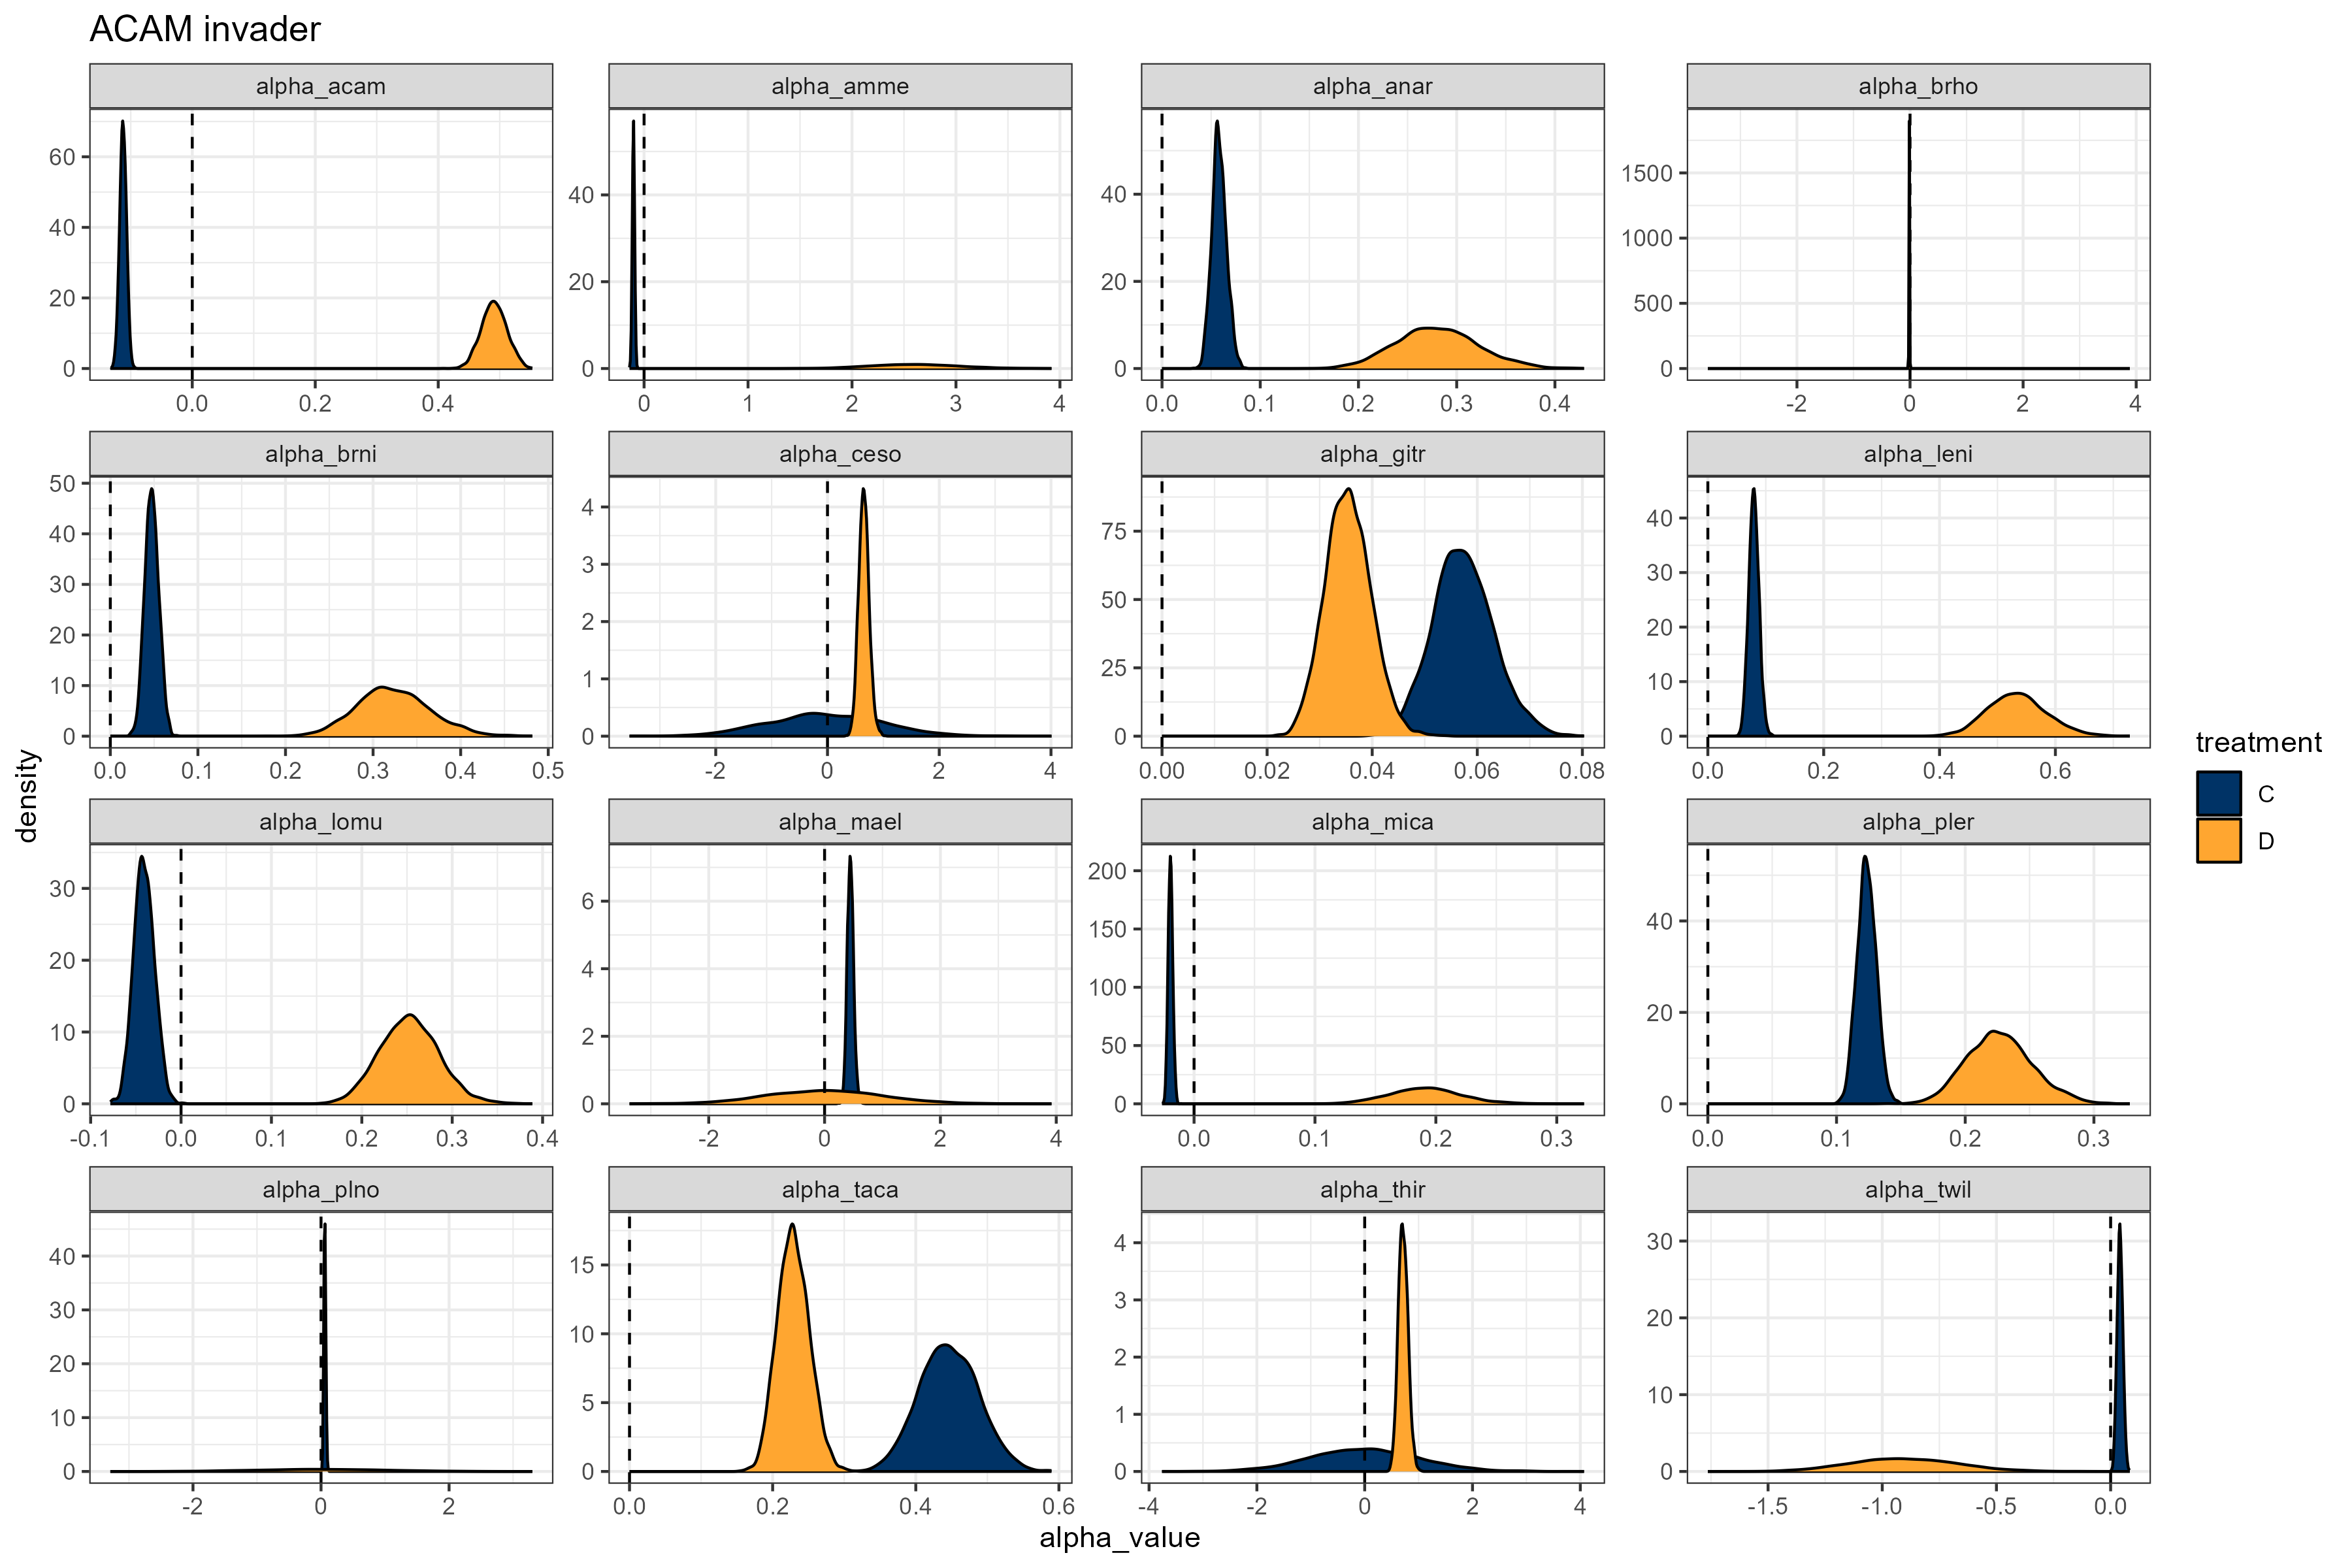 ACAM invader
alpha_acam alpha_amme alpha_anar alpha_brho
60 40 20 0
40 20 0
40 20 0
1500 1000 500 0
0.0 0.2 0.4
0 1 2 3 4
0.0 0.1 0.2 0.3 0.4
-2 0 2 4
alpha_brni alpha_ceso alpha_gitr alpha_leni
50 40 30 20 10 0
4 3 2 1 0
75 50 25 0
40 30 20 10 0
0.0 0.1 0.2 0.3 0.4 0.5
-2 0 2 4
0.00 0.02 0.04 0.06 0.08
0.0 0.2 0.4 0.6
density
treatment
C
D
alpha_lomu alpha_mael alpha_mica alpha_pler
30 20 10 0
6 4 2 0
200 150 100 50 0
40 20 0
-0.1 0.0 0.1 0.2 0.3 0.4
-2 0 2 4
0.0 0.1 0.2 0.3
0.0 0.1 0.2 0.3
alpha_plno alpha_taca alpha_thir alpha_twil
40 30 20 10 0
15 10 5 0
4 3 2 1 0
30 20 10 0
-2 0 2
0.0 0.2 0.4 0.6
-4 -2 0 2 4
-1.5 -1.0 -0.5 0.0
alpha_value